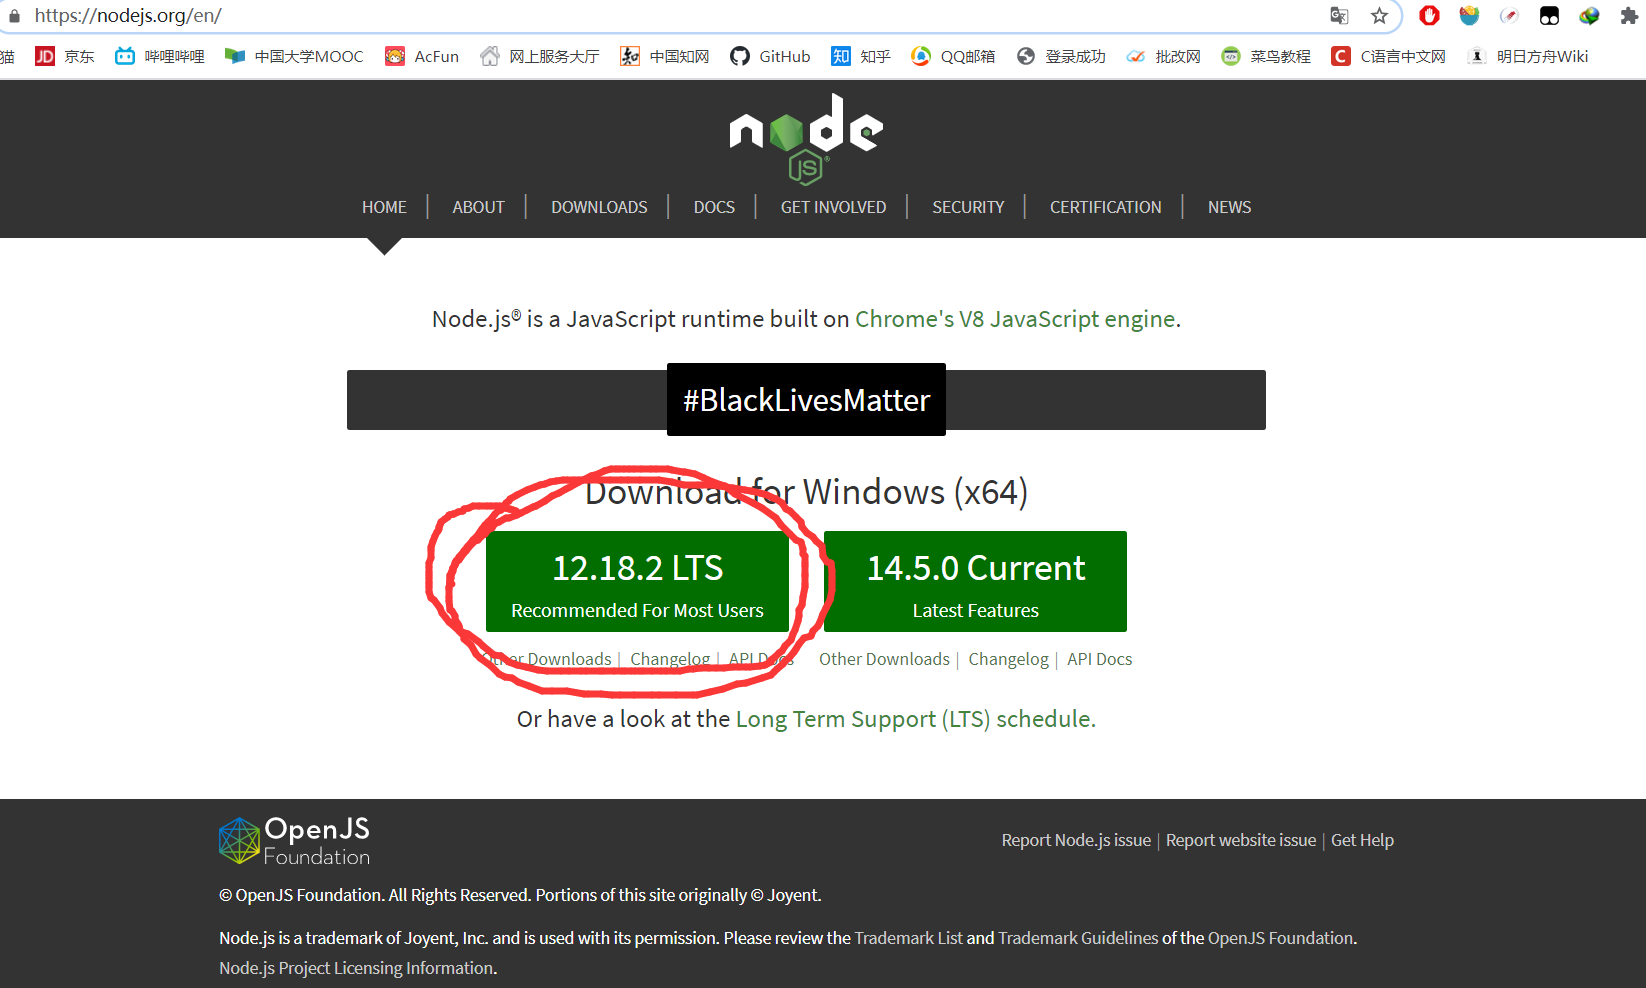 https://nodejs.org/en/
猫 JD 京东 哔哩哔哩 中国大学MOOC AcFun 网上服务大厅 中国知网 GitHub 知 知乎 QQ邮箱 登录成功 批改网 菜鸟教程 C C语言中文网 明日方舟Wiki
node
JS®
HOME | ABOUT | DOWNLOADS | DOCS | GET INVOLVED | SECURITY | CERTIFICATION | NEWS
Node.js® is a JavaScript runtime built on Chrome's V8 JavaScript engine.
#BlackLivesMatter
Download for Windows (x64)
12.18.2 LTS
Recommended For Most Users
14.5.0 Current
Latest Features
Other Downloads | Changelog | API Docs
Other Downloads | Changelog | API Docs
Or have a look at the Long Term Support (LTS) schedule.
OpenJS
Foundation
Report Node.js issue | Report website issue | Get Help
© OpenJS Foundation. All Rights Reserved. Portions of this site originally © Joyent.
Node.js is a trademark of Joyent, Inc. and is used with its permission. Please review the Trademark List and Trademark Guidelines of the OpenJS Foundation.
Node.js Project Licensing Information.